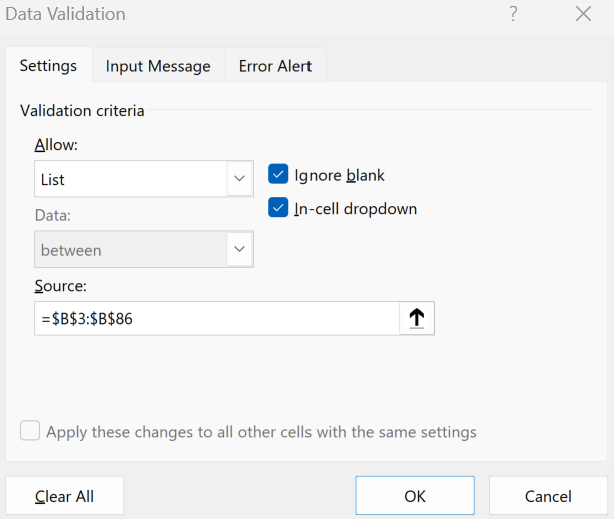 Data Validation ?
Settings Input Message Error Alert
Validation criteria
Allow:
List
Ignore blank
Data:
In-cell dropdown
between
Source:
=$B$3:$B$86
Apply these changes to all other cells with the same settings
Clear All OK Cancel